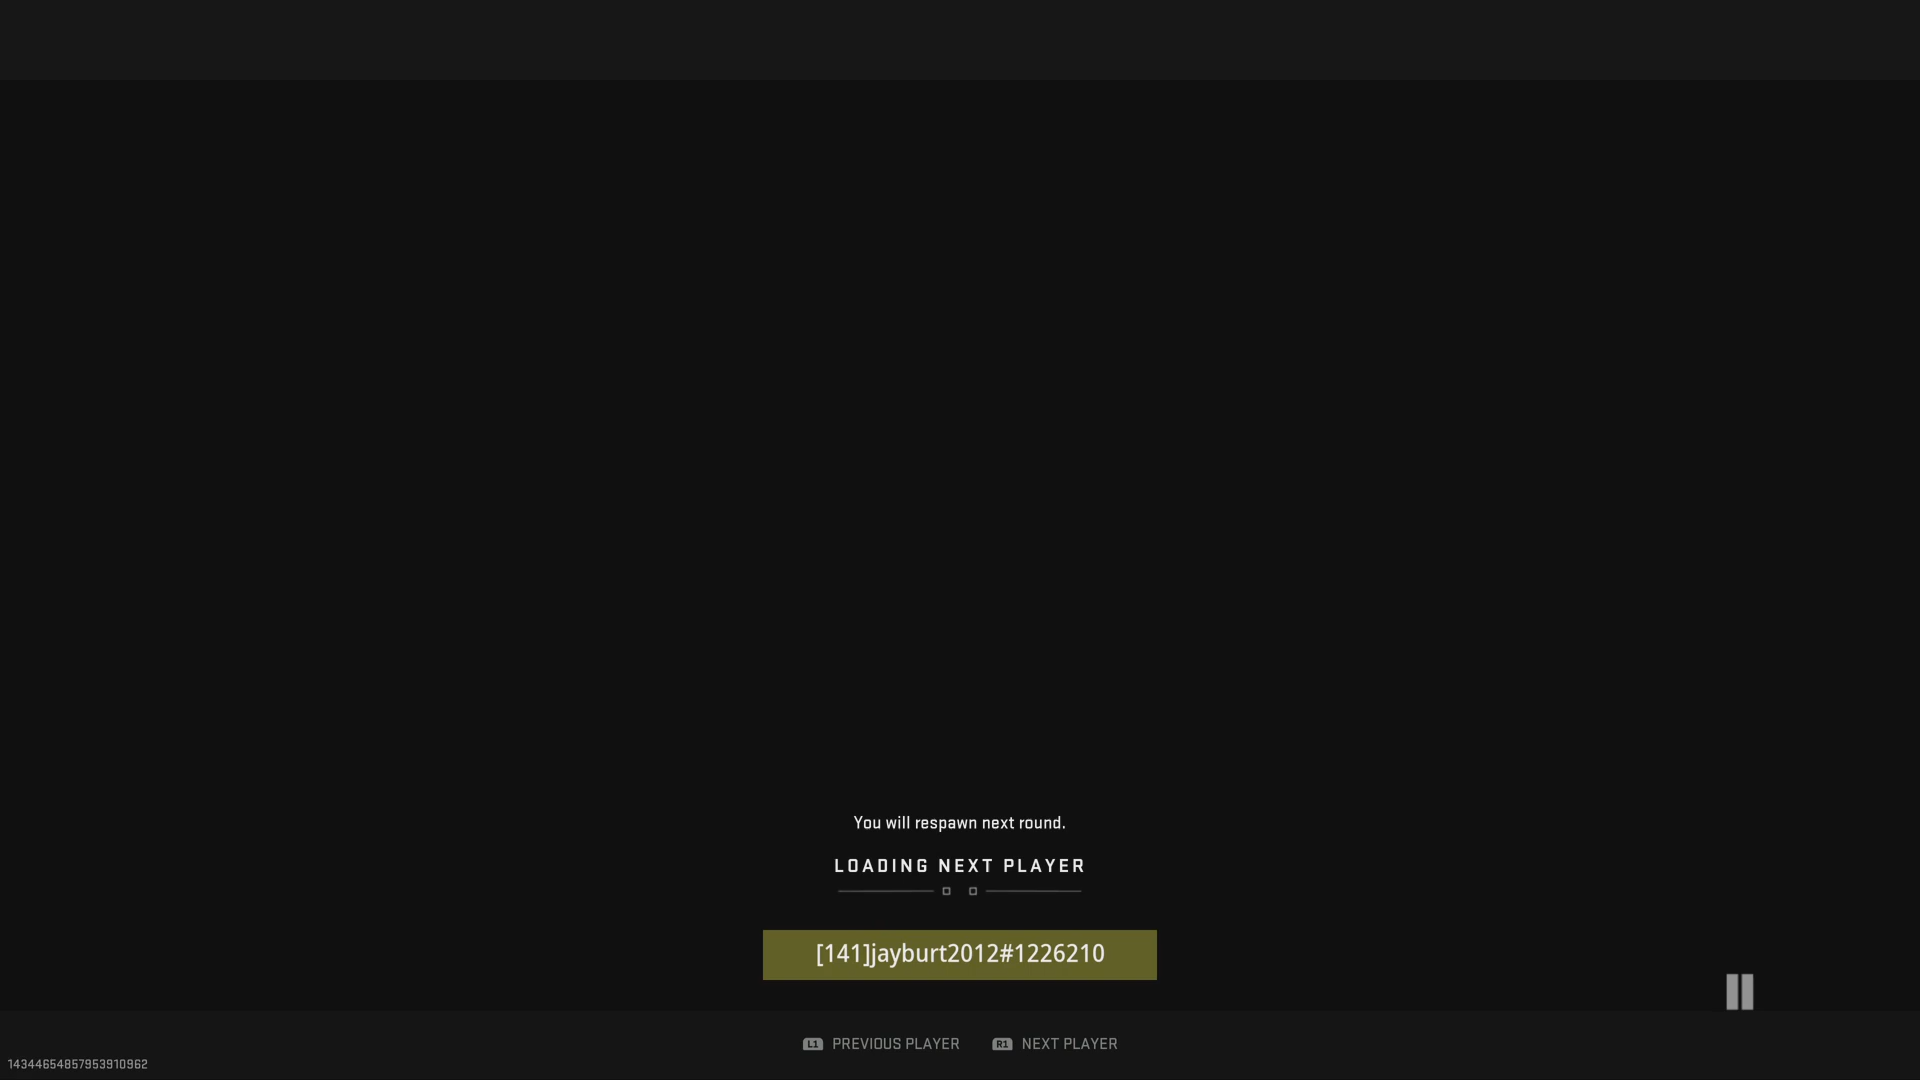 You will respawn next round.
LOADING NEXT PLAYER
[141]jayburt2012#1226210
L1 PREVIOUS PLAYER R1 NEXT PLAYER
14344654857953910962